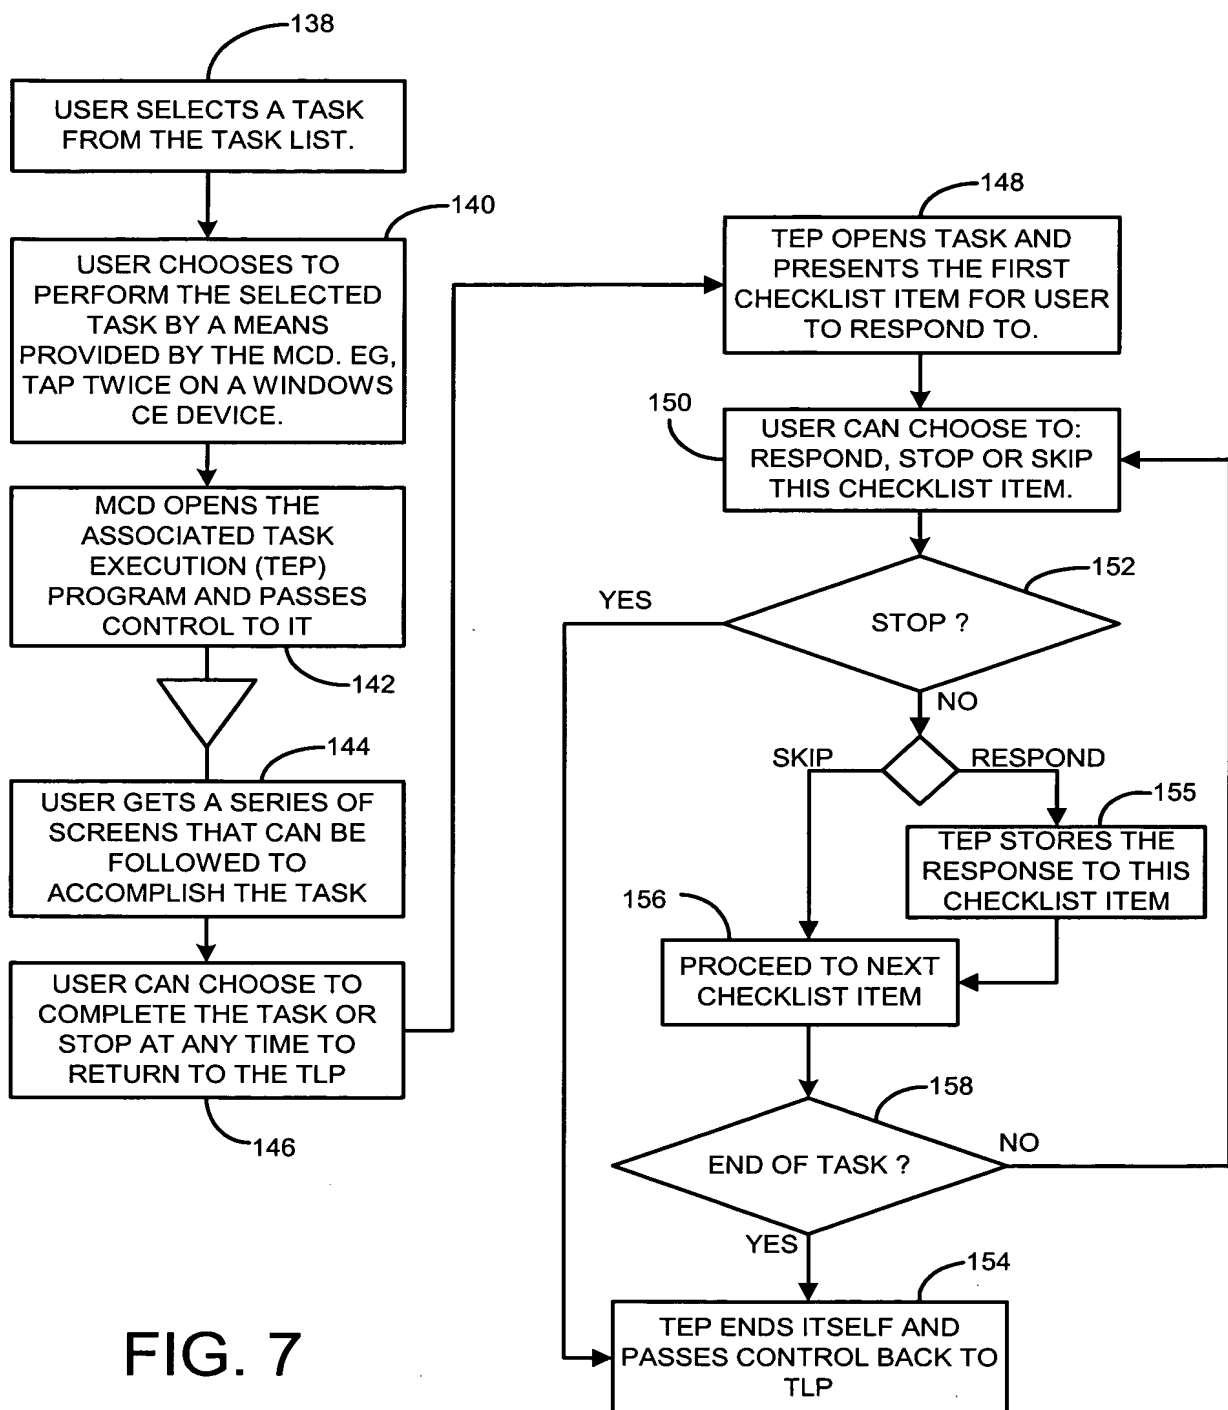 138
USER SELECTS A TASK
FROM THE TASK LIST.
140
USER CHOOSES TO
PERFORM THE SELECTED
TASK BY A MEANS
PROVIDED BY THE MCD. EG,
TAP TWICE ON A WINDOWS
CE DEVICE.
MCD OPENS THE
ASSOCIATED TASK
EXECUTION (TEP)
PROGRAM AND PASSES
CONTROL TO IT
142
144
USER GETS A SERIES OF
SCREENS THAT CAN BE
FOLLOWED TO
ACCOMPLISH THE TASK
USER CAN CHOOSE TO
COMPLETE THE TASK OR
STOP AT ANY TIME TO
RETURN TO THE TLP
146
148
TEP OPENS TASK AND
PRESENTS THE FIRST
CHECKLIST ITEM FOR USER
TO RESPOND TO.
150
USER CAN CHOOSE TO:
RESPOND, STOP OR SKIP
THIS CHECKLIST ITEM.
152
YES
STOP ?
NO
SKIP
RESPOND
155
TEP STORES THE
RESPONSE TO THIS
CHECKLIST ITEM
156
PROCEED TO NEXT
CHECKLIST ITEM
158
END OF TASK ?
NO
YES
154
TEP ENDS ITSELF AND
PASSES CONTROL BACK TO
TLP
FIG. 7